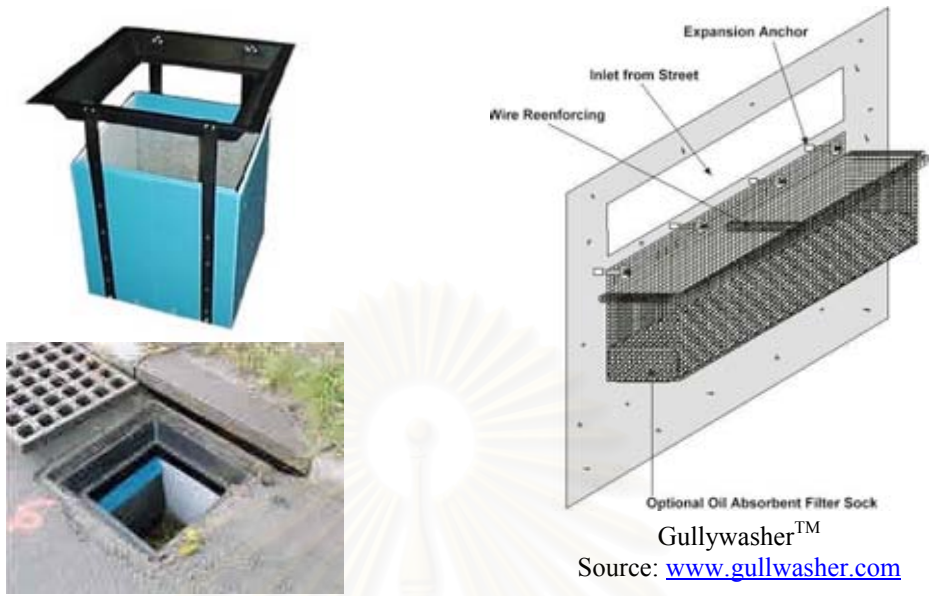 Expansion Anchor
Inlet from Street
Wire Reenforcing
Optional Oil Absorbent Filter Sock
Gullywasher™
Source: www.gullwasher.com